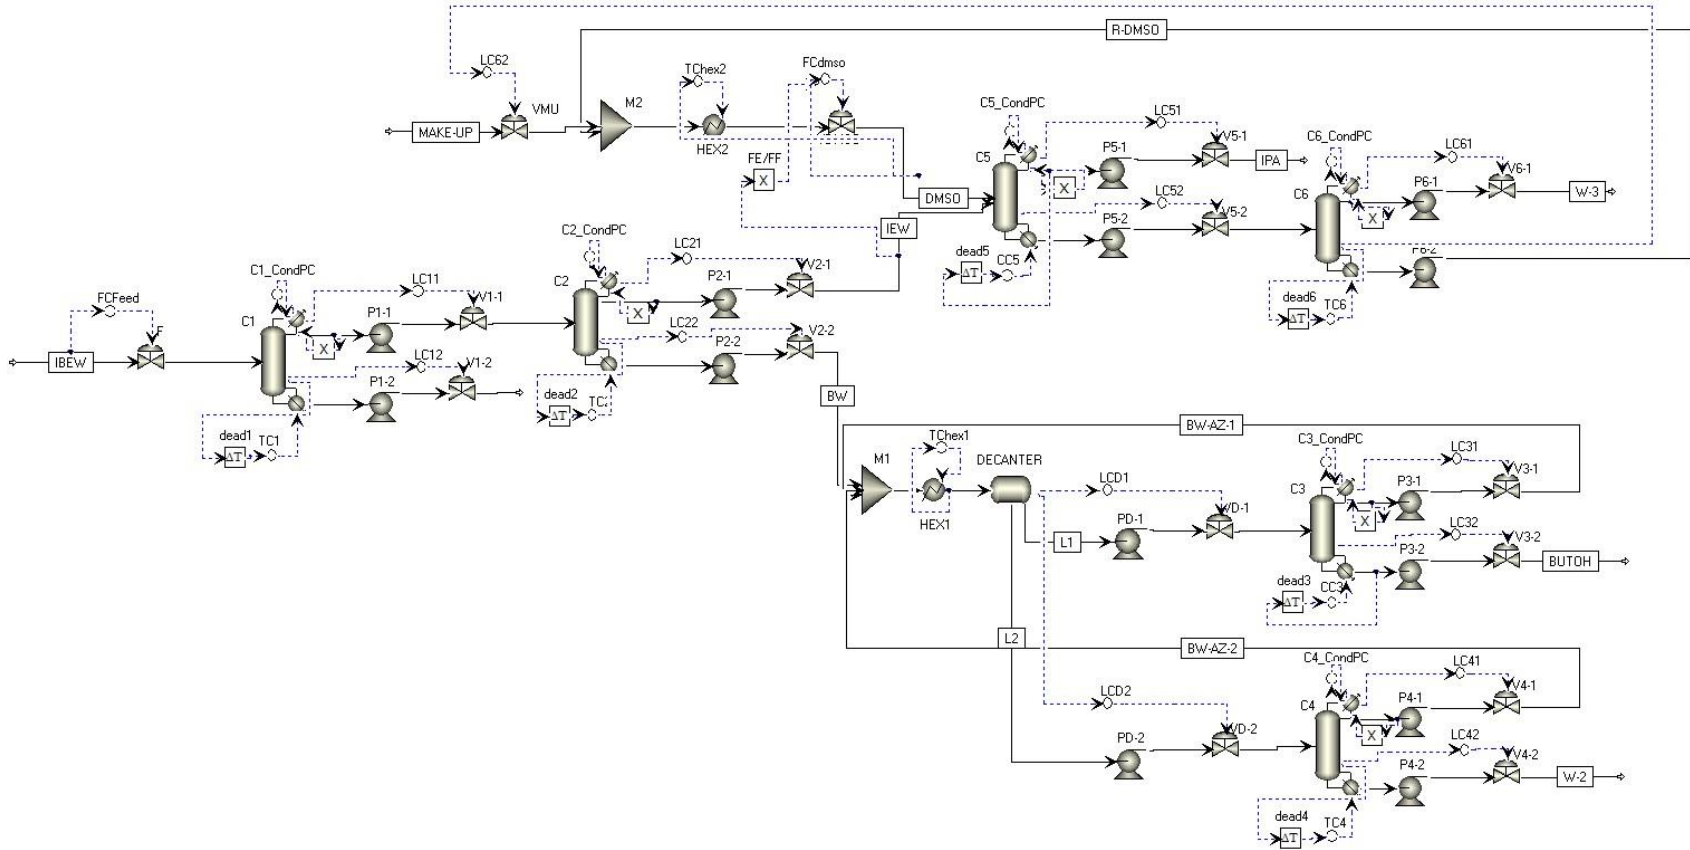 R-DMSO
LC62
TChex2
FCdmso
VMU
M2
C5_CondPC
LC51
MAKE-UP
V5-1
C6_CondPC
LC61
HEX2
FE/FF
C5
P5-1
X
X
IPA
V6-1
DMSO
LC52
C6
P6-1
W-3
IEW
P5-2
V5-2
X
C2_CondPC
LC21
dead5
CC5
ΔT
C1_CondPC
C2
P2-1
V2-1
dead6
TC6
ΔT
FCFeed
LC11
X
C1
P1-1
V1-1
LC22
V2-2
F
P2-2
IBEW
X
LC12
P1-2
V1-2
BW
dead2
ΔT
dead1
TC1
ΔT
BW-AZ-1
TChex1
C3_CondPC
LC31
M1
DECANTER
LCD1
C3
P3-1
V3-1
HEX1
PD-1
VD-1
X
LC32
L1
P3-2
V3-2
BUTOH
dead3
CC3
ΔT
L2
BW-AZ-2
C4_CondPC
LC41
LCD2
C4
P4-1
V4-1
PD-2
VD-2
X
LC42
P4-2
V4-2
W-2
dead4
TC4
ΔT